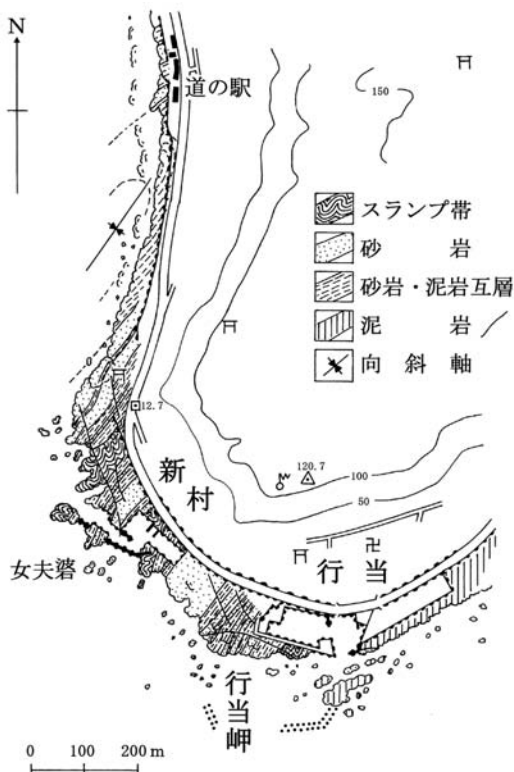 N
道の駅
150
スランプ帯
砂岩
砂岩・泥岩互層
泥岩
向斜軸
12.7
新村
120.7
100
50
女夫碆
行当
行当岬
0 100 200 m